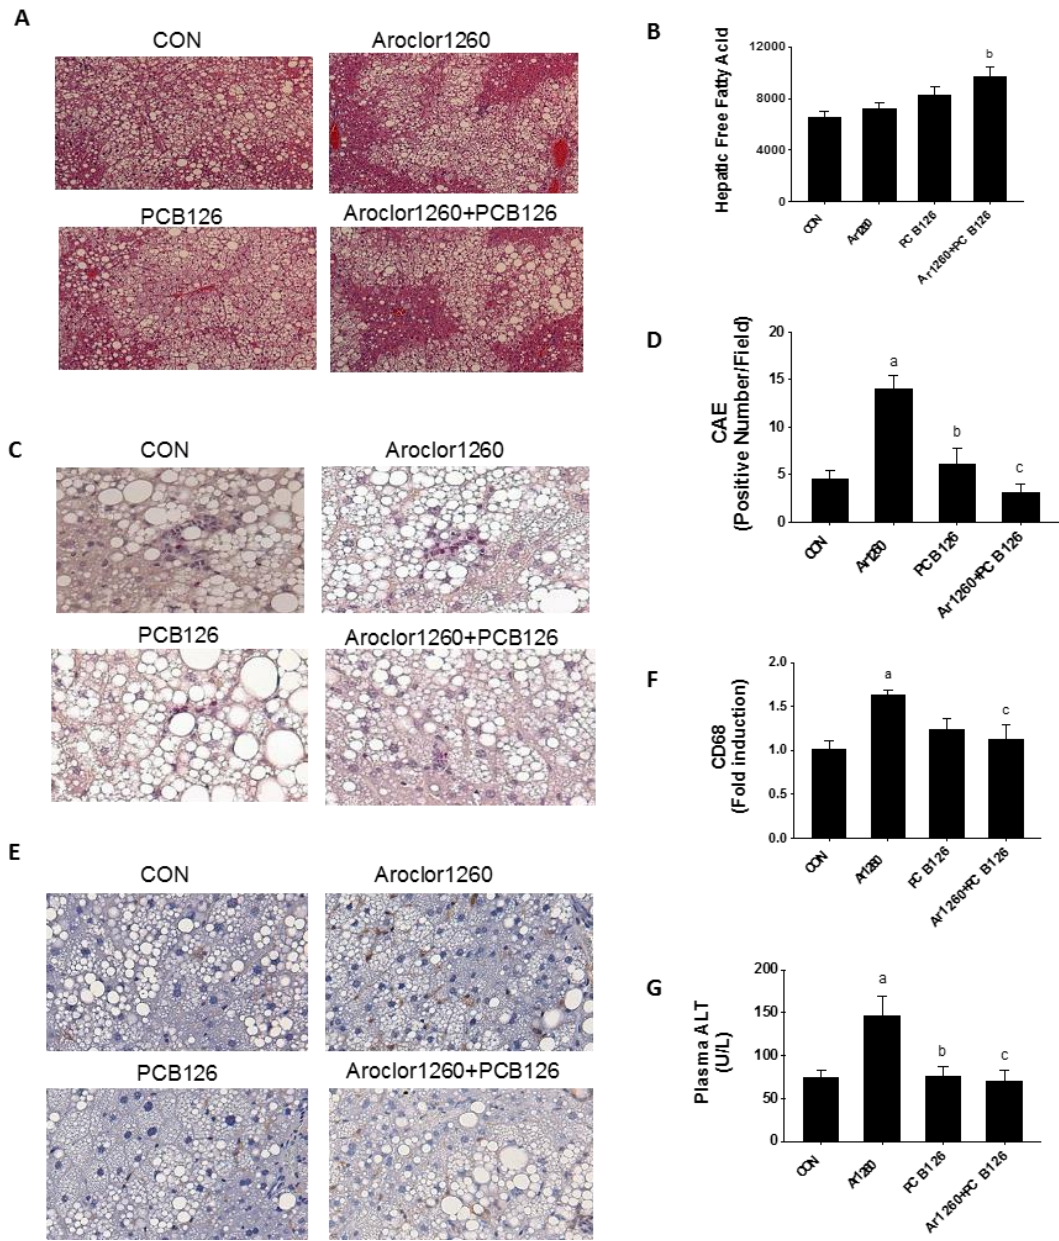 A
CON
Aroclor1260
PCB126
Aroclor1260+PCB126
B
Hepatic Free Fatty Acid
12000
8000
4000
0
b
CON
Ar1260
PCB126
Ar1260+PCB126
C
CON
Aroclor1260
PCB126
Aroclor1260+PCB126
D
CAE
(Positive Number/Field)
20
15
10
5
0
a
b
c
CON
Ar1260
PCB126
Ar1260+PCB126
E
CON
Aroclor1260
PCB126
Aroclor1260+PCB126
F
CD68
(Fold induction)
2.0
1.5
1.0
0.5
0.0
a
c
CON
Ar1260
PCB126
Ar1260+PCB126
G
Plasma ALT
(U/L)
200
150
100
50
0
a
b
c
CON
Ar1260
PCB126
Ar1260+PCB126